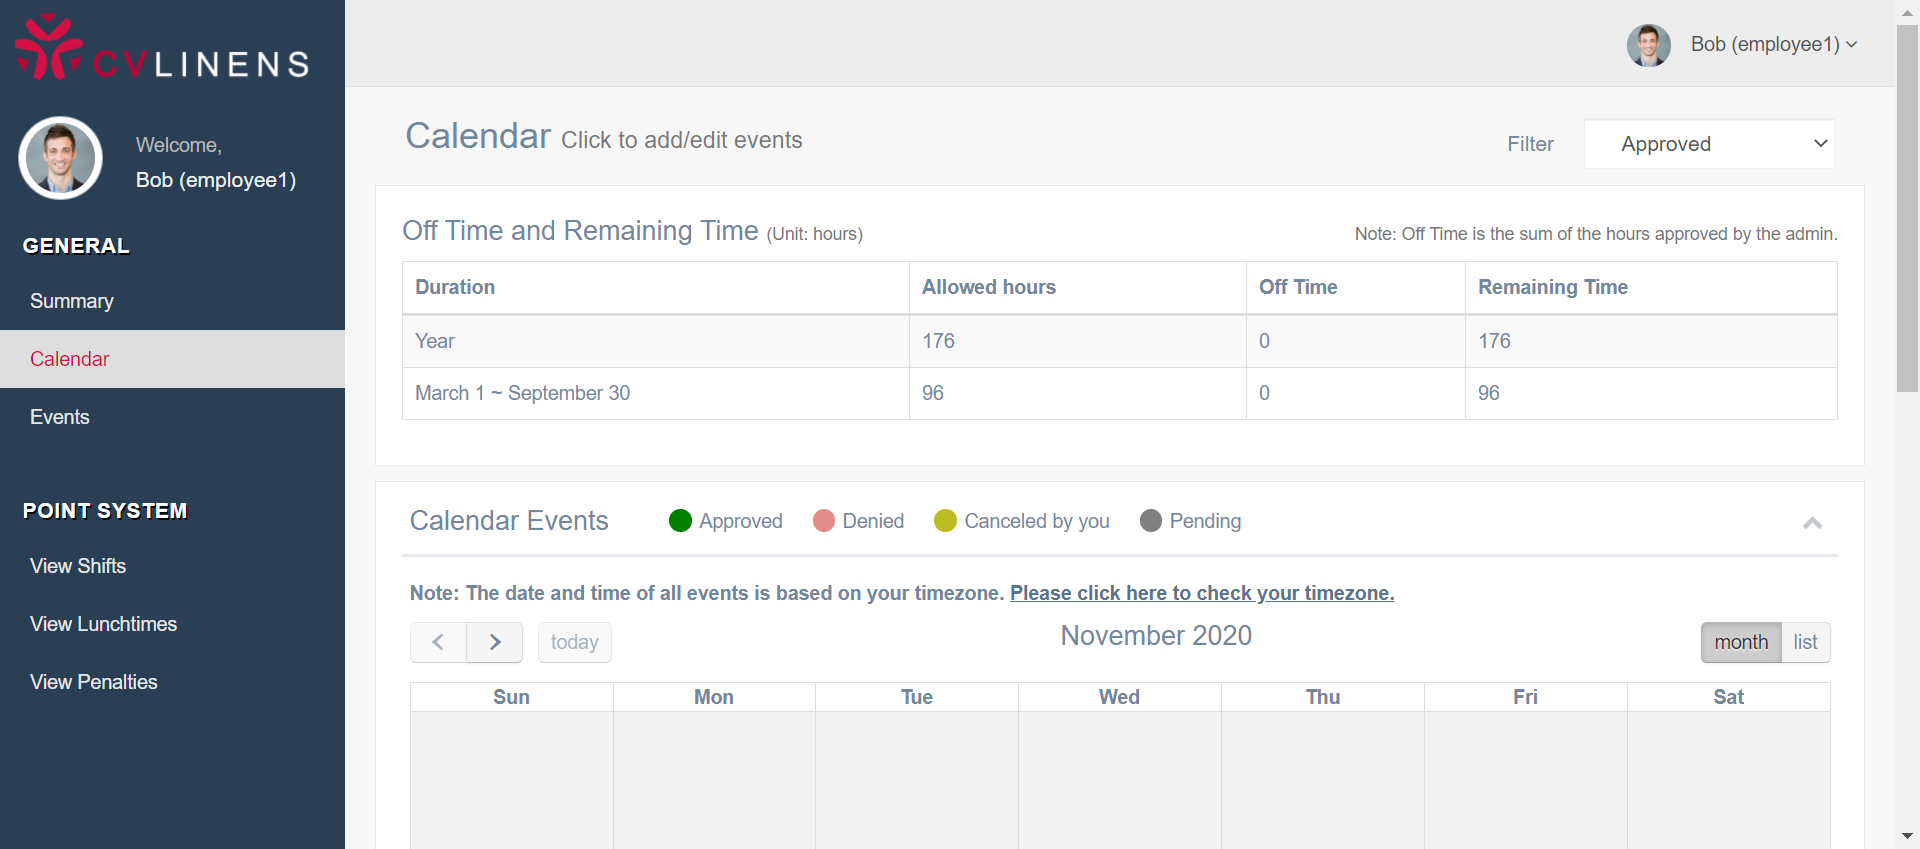 CVLINENS
Bob (employee1)
Welcome,
Bob (employee1)
GENERAL
Summary
Calendar
Events
POINT SYSTEM
View Shifts
View Lunchtimes
View Penalties
Calendar Click to add/edit events
Filter Approved
Off Time and Remaining Time (Unit: hours)
Note: Off Time is the sum of the hours approved by the admin.
Duration Allowed hours Off Time Remaining Time
Year 176 0 176
March 1 ~ September 30 96 0 96
Calendar Events Approved Denied Canceled by you Pending
Note: The date and time of all events is based on your timezone. Please click here to check your timezone.
today November 2020 month list
Sun Mon Tue Wed Thu Fri Sat